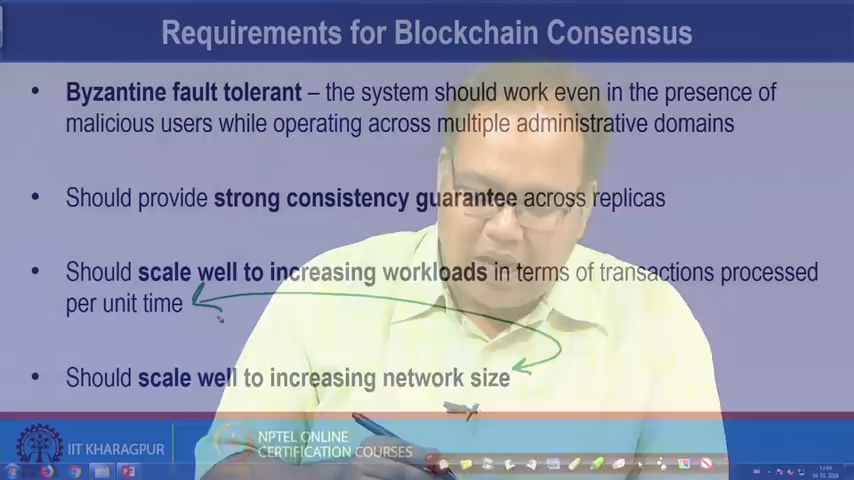 Requirements for Blockchain Consensus
• Byzantine fault tolerant – the system should work even in the presence of
malicious users while operating across multiple administrative domains
• Should provide strong consistency guarantee across replicas
• Should scale well to increasing workloads in terms of transactions processed
per unit time
• Should scale well to increasing network size
IIT KHARAGPUR
NPTEL ONLINE
CERTIFICATION COURSES